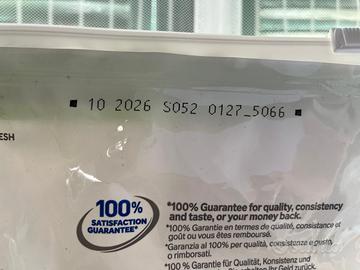 10 2026 S052 0127_5066
ESH
100%
SATISFACTION
GUARANTEE*
*100% Guarantee for quality, consistency
and taste, or your money back.
*100% Garantie en termes de qualité, consistance et
goût ou vous êtes remboursé.
*Garanzia al 100% per qualità, consistenza e gusto,
o rimborsati.
*100 % Garantie für Qualität, Konsistenz und